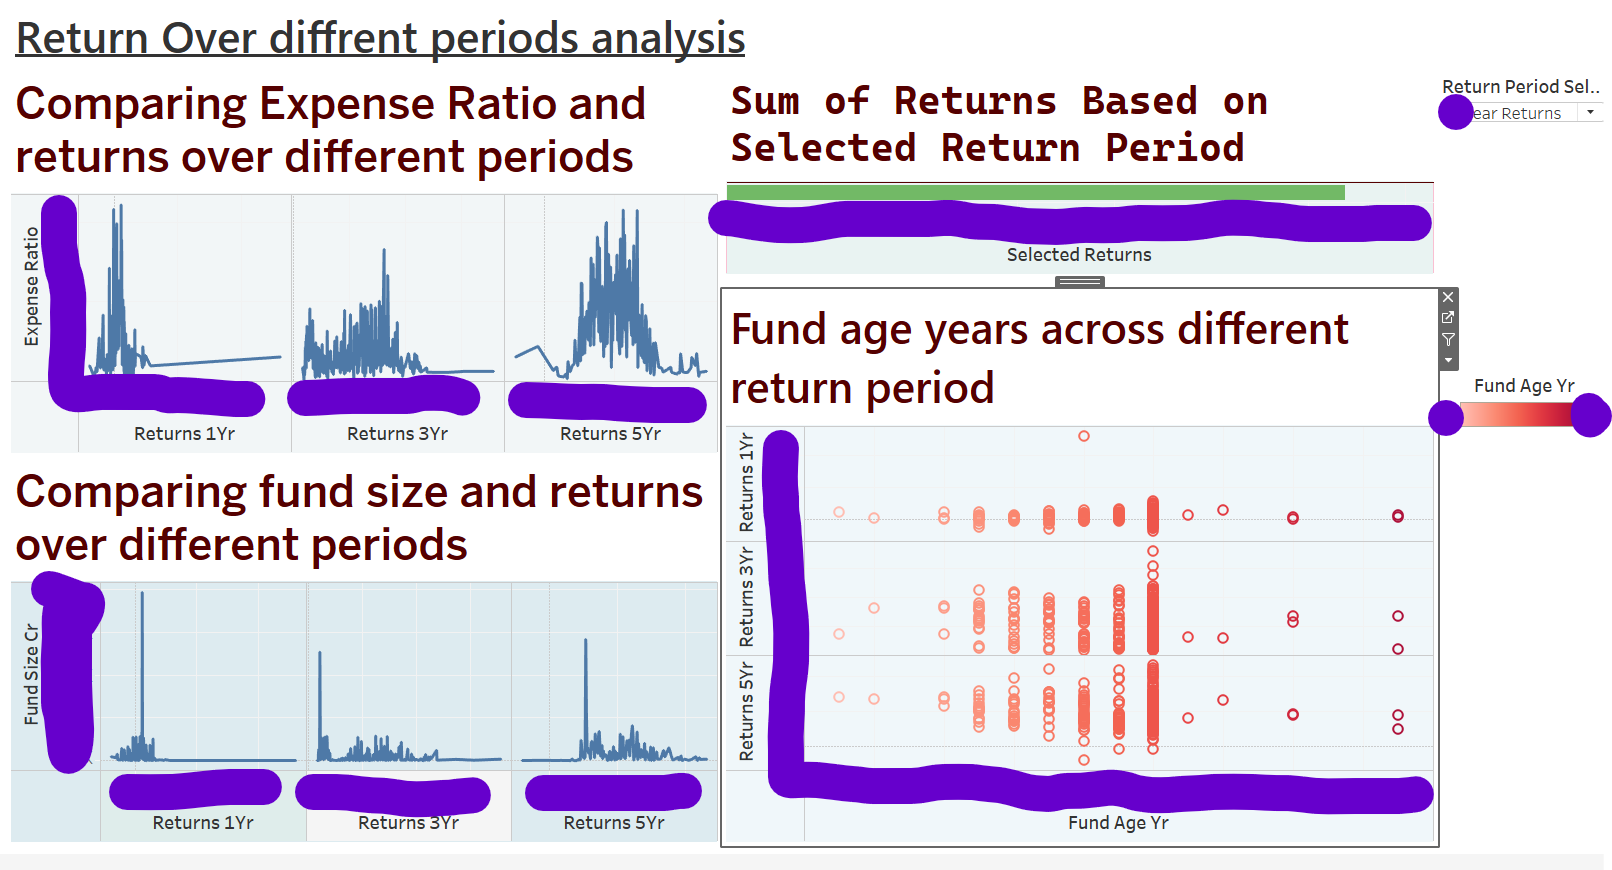 Return Over diffrent periods analysis
Comparing Expense Ratio and
returns over different periods
Expense Ratio
Returns 1Yr
Returns 3Yr
Returns 5Yr
Comparing fund size and returns
over different periods
Fund Size Cr
Returns 1Yr
Returns 3Yr
Returns 5Yr
Sum of Returns Based on
Selected Return Period
Selected Returns
Fund age years across different
return period
Returns 1Yr
Returns 3Yr
Returns 5Yr
Fund Age Yr
Return Period Sel..
Returns
Fund Age Yr